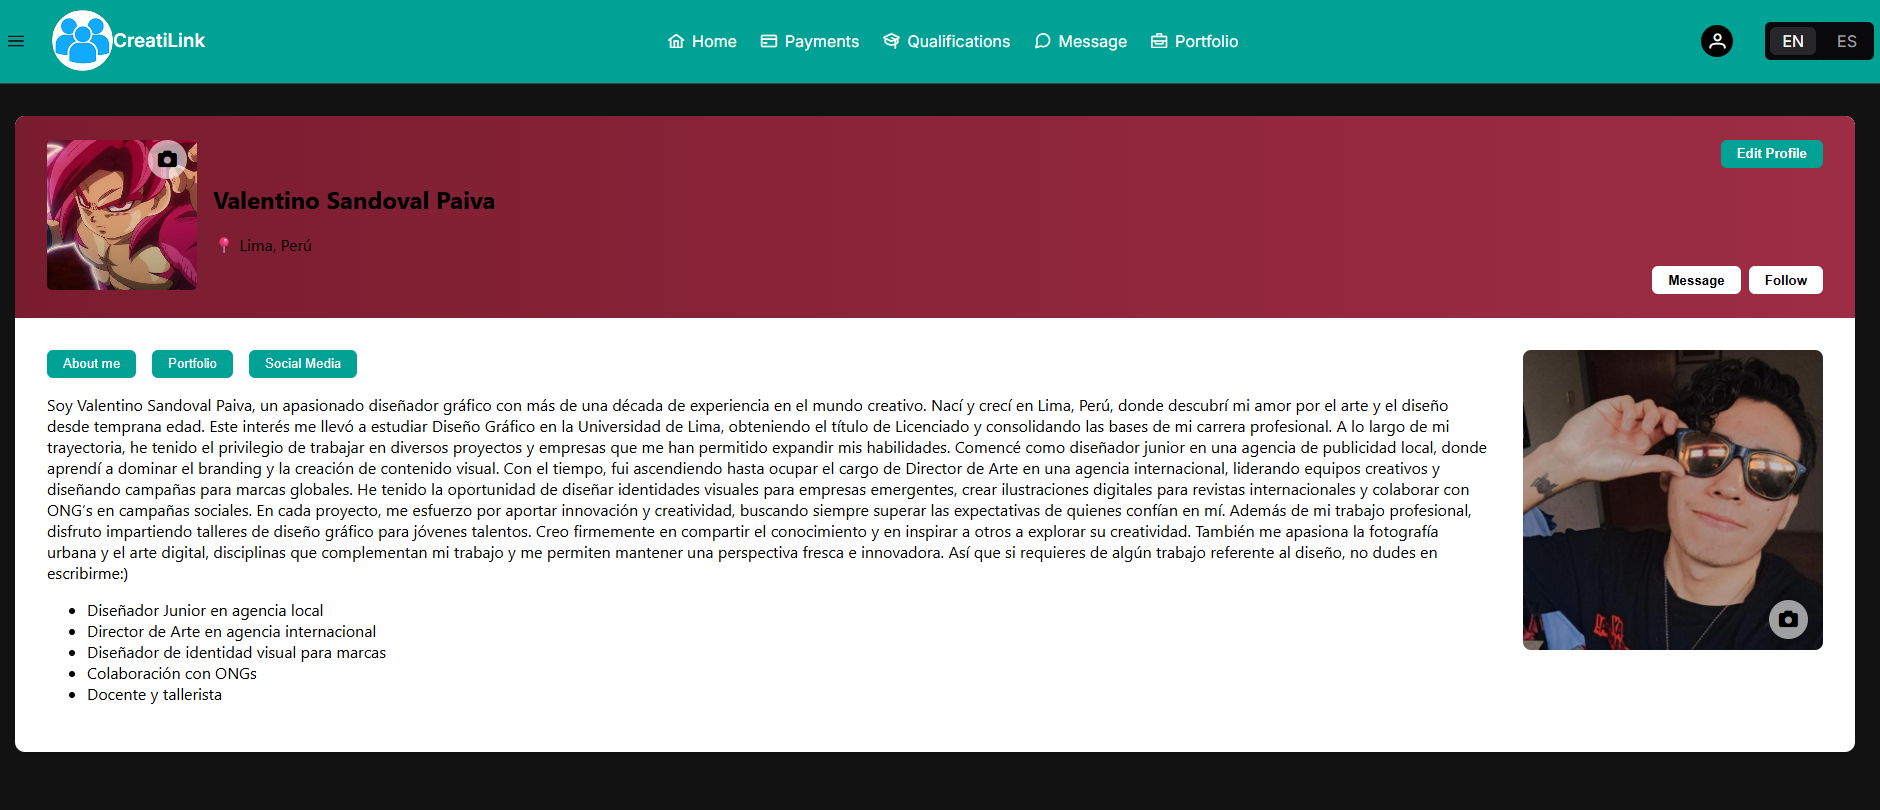 CreatiLink
Home Payments Qualifications Message Portfolio
EN ES
Edit Profile
Valentino Sandoval Paiva
Lima, Perú
Message Follow
About me Portfolio Social Media
Soy Valentino Sandoval Paiva, un apasionado diseñador gráfico con más de una década de experiencia en el mundo creativo. Nací y crecí en Lima, Perú, donde descubrí mi amor por el arte y el diseño
desde temprana edad. Este interés me llevó a estudiar Diseño Gráfico en la Universidad de Lima, obteniendo el título de Licenciado y consolidando las bases de mi carrera profesional. A lo largo de mi
trayectoria, he tenido el privilegio de trabajar en diversos proyectos y empresas que me han permitido expandir mis habilidades. Comencé como diseñador junior en una agencia de publicidad local, donde
aprendí a dominar el branding y la creación de contenido visual. Con el tiempo, fui ascendiendo hasta ocupar el cargo de Director de Arte en una agencia internacional, liderando equipos creativos y
diseñando campañas para marcas globales. He tenido la oportunidad de diseñar identidades visuales para empresas emergentes, crear ilustraciones digitales para revistas internacionales y colaborar con
ONG´s en campañas sociales. En cada proyecto, me esfuerzo por aportar innovación y creatividad, buscando siempre superar las expectativas de quienes confían en mí. Además de mi trabajo profesional,
disfruto impartiendo talleres de diseño gráfico para jóvenes talentos. Creo firmemente en compartir el conocimiento y en inspirar a otros a explorar su creatividad. También me apasiona la fotografía
urbana y el arte digital, disciplinas que complementan mi trabajo y me permiten mantener una perspectiva fresca e innovadora. Así que si requieres de algún trabajo referente al diseño, no dudes en
escribirme:)
Diseñador Junior en agencia local
Director de Arte en agencia internacional
Diseñador de identidad visual para marcas
Colaboración con ONGs
Docente y tallerista